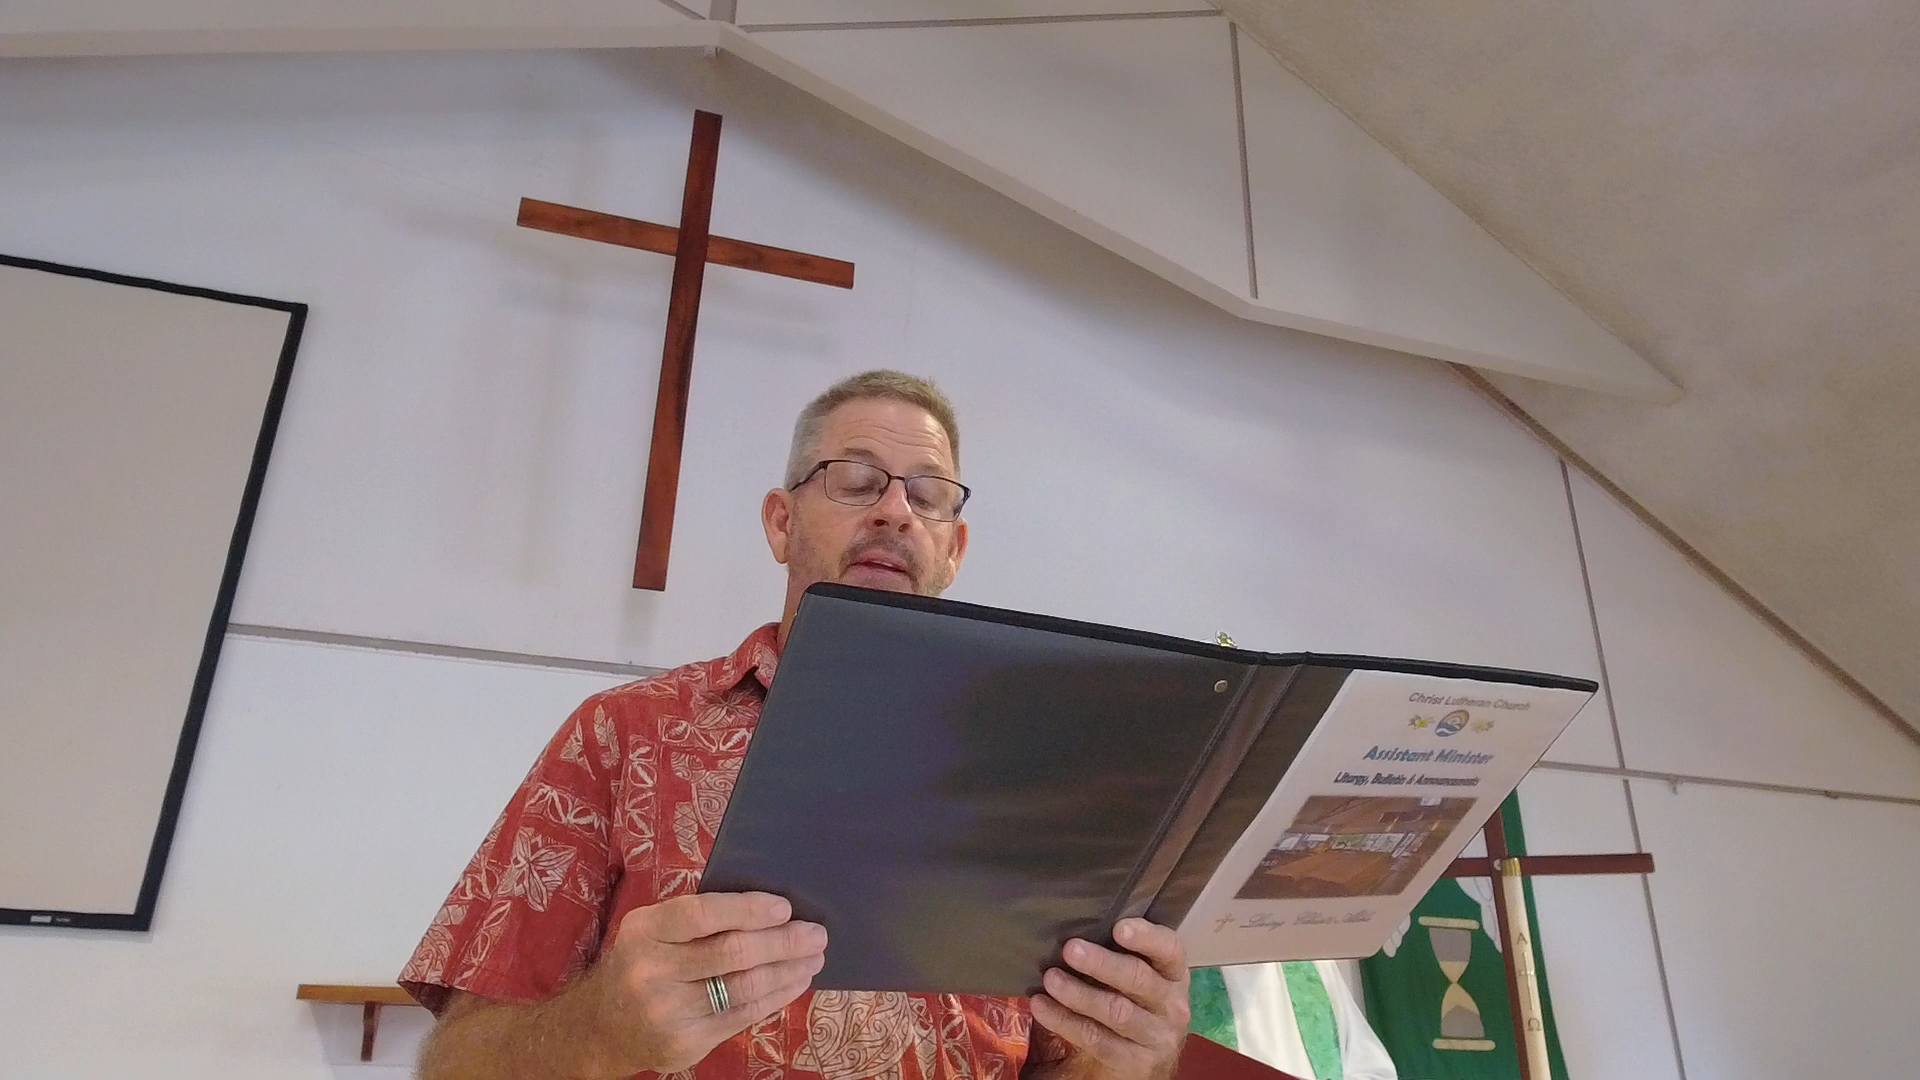 Christ Lutheran Church
Assistant Minister
Liturgy, Bulletin & Announcements
Α
Ω